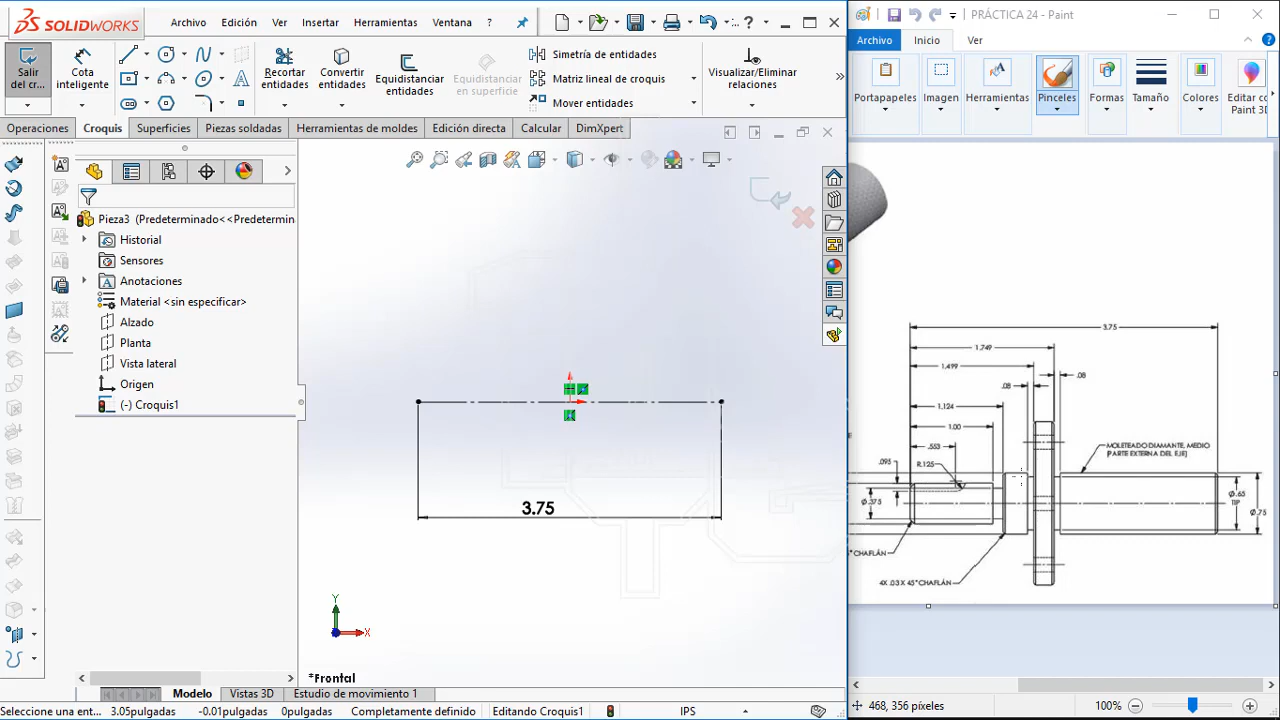 SOLIDWORKS
Archivo Edición Ver Insertar Herramientas Ventana ?
PRÁCTICA 24 - Paint
Archivo Inicio Ver
Salir del cr...
Cota inteligente
Recortar entidades
Convertir entidades
Equidistanciar entidades
Equidistanciar en superficie
Simetría de entidades
Matriz lineal de croquis
Mover entidades
Visualizar/Eliminar relaciones
Portapapeles
Imagen
Herramientas
Pinceles
Formas
Tamaño
Colores
Editar co
Paint 3D
Operaciones Croquis Superficies Piezas soldadas Herramientas de moldes Edición directa Calcular DimXpert
Pieza3 (Predeterminado<<Predetermin
Historial
Sensores
Anotaciones
Material <sin especificar>
Alzado
Planta
Vista lateral
Origen
(-) Croquis1
3.75
Y
X
*Frontal
3.75
1.749
1.499
.08
.08
1.124
1.00
.553
.095
R.125
MOLETEADO DIAMANTE, MEDIO
(PARTE EXTERNA DEL EJE)
Ø.375
Ø.65
TIP
Ø.75
° CHAFLÁN
4X .03 X 45° CHAFLÁN
Modelo Vistas 3D Estudio de movimiento 1
Seleccione una ent... 3.05pulgadas -0.01pulgadas 0pulgadas Completamente definido Editando Croquis1 IPS
468, 356 píxeles
100%